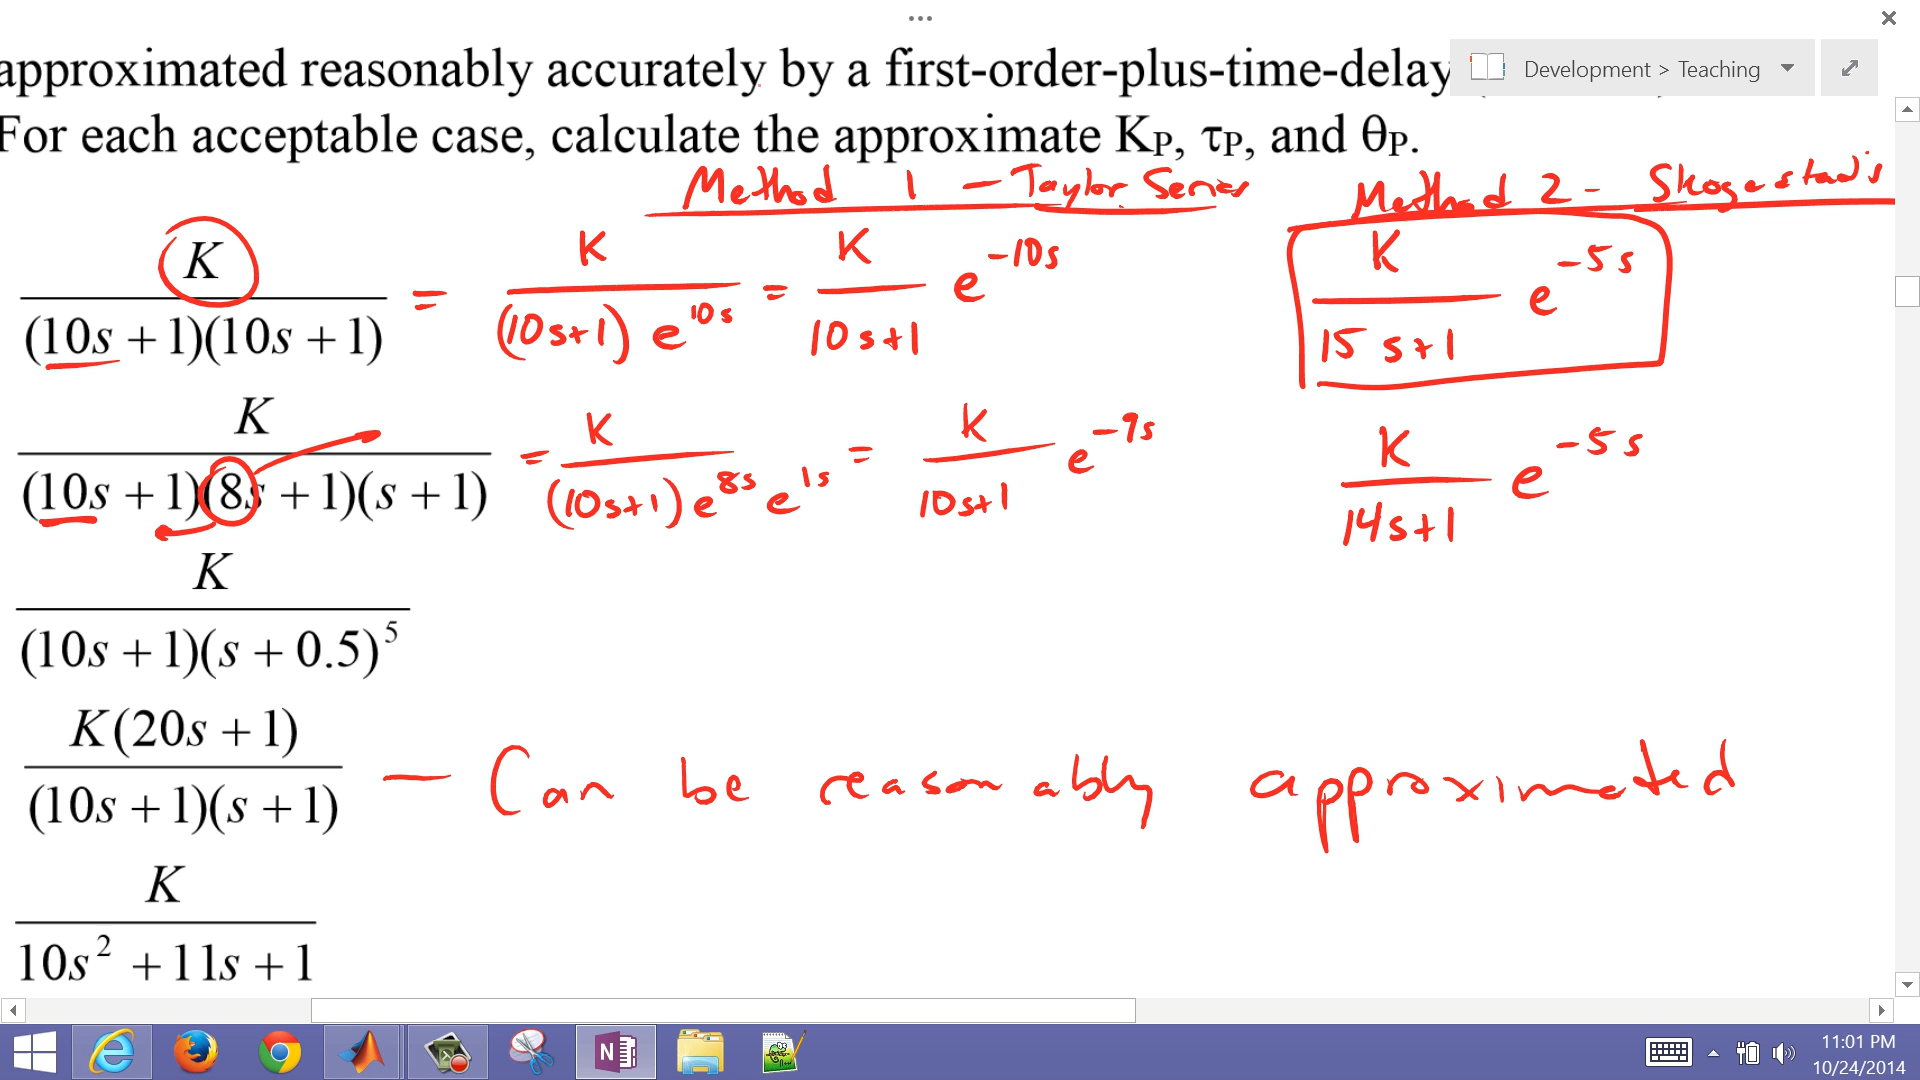 approximated reasonably accurately by a first-order-plus-time-delay
Development > Teaching
For each acceptable case, calculate the approximate K_P, τ_P, and θ_P.
Method 1 - Taylor Series
Method 2 - Skogestad's
K / (10s + 1)(10s + 1) = K / (10s+1) e^{10s} = K / 10s+1 e^{-10s}
K / 15s+1 e^{-5s}
K / (10s + 1)(8s + 1)(s + 1) = K / (10s+1) e^{8s} e^{1s} = K / 10s+1 e^{-9s}
K / 14s+1 e^{-5s}
K / (10s + 1)(s + 0.5)^5
K(20s + 1) / (10s + 1)(s + 1) — Can be reasonably approximated
K / 10s^2 + 11s + 1
11:01 PM
10/24/2014